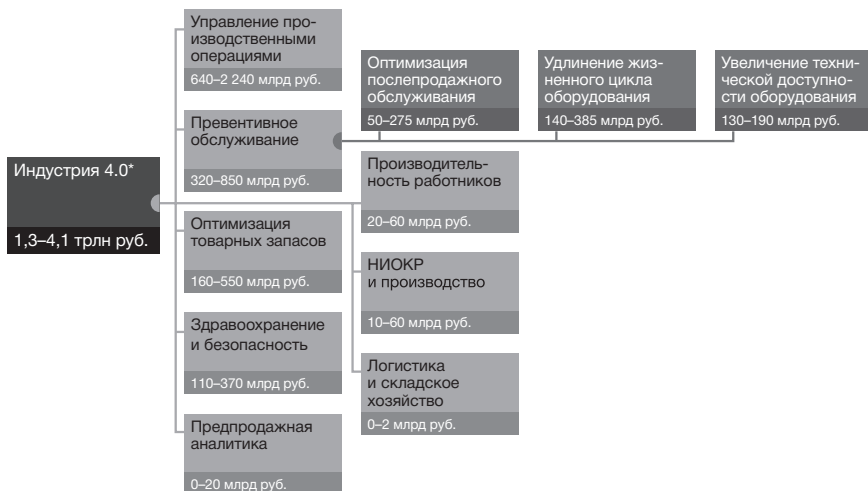 Индустрия 4.0*
1,3–4,1 трлн руб.
Управление про-
изводственными
операциями
640–2 240 млрд руб.
Превентивное
обслуживание
320–850 млрд руб.
Оптимизация
послепродажного
обслуживания
50–275 млрд руб.
Удлинение жиз-
ненного цикла
оборудования
140–385 млрд руб.
Увеличение техни-
ческой доступно-
сти оборудования
130–190 млрд руб.
Оптимизация
товарных запасов
160–550 млрд руб.
Здравоохранение
и безопасность
110–370 млрд руб.
Предпродажная
аналитика
0–20 млрд руб.
Производитель-
ность работников
20–60 млрд руб.
НИОКР
и производство
10–60 млрд руб.
Логистика
и складское
хозяйство
0–2 млрд руб.